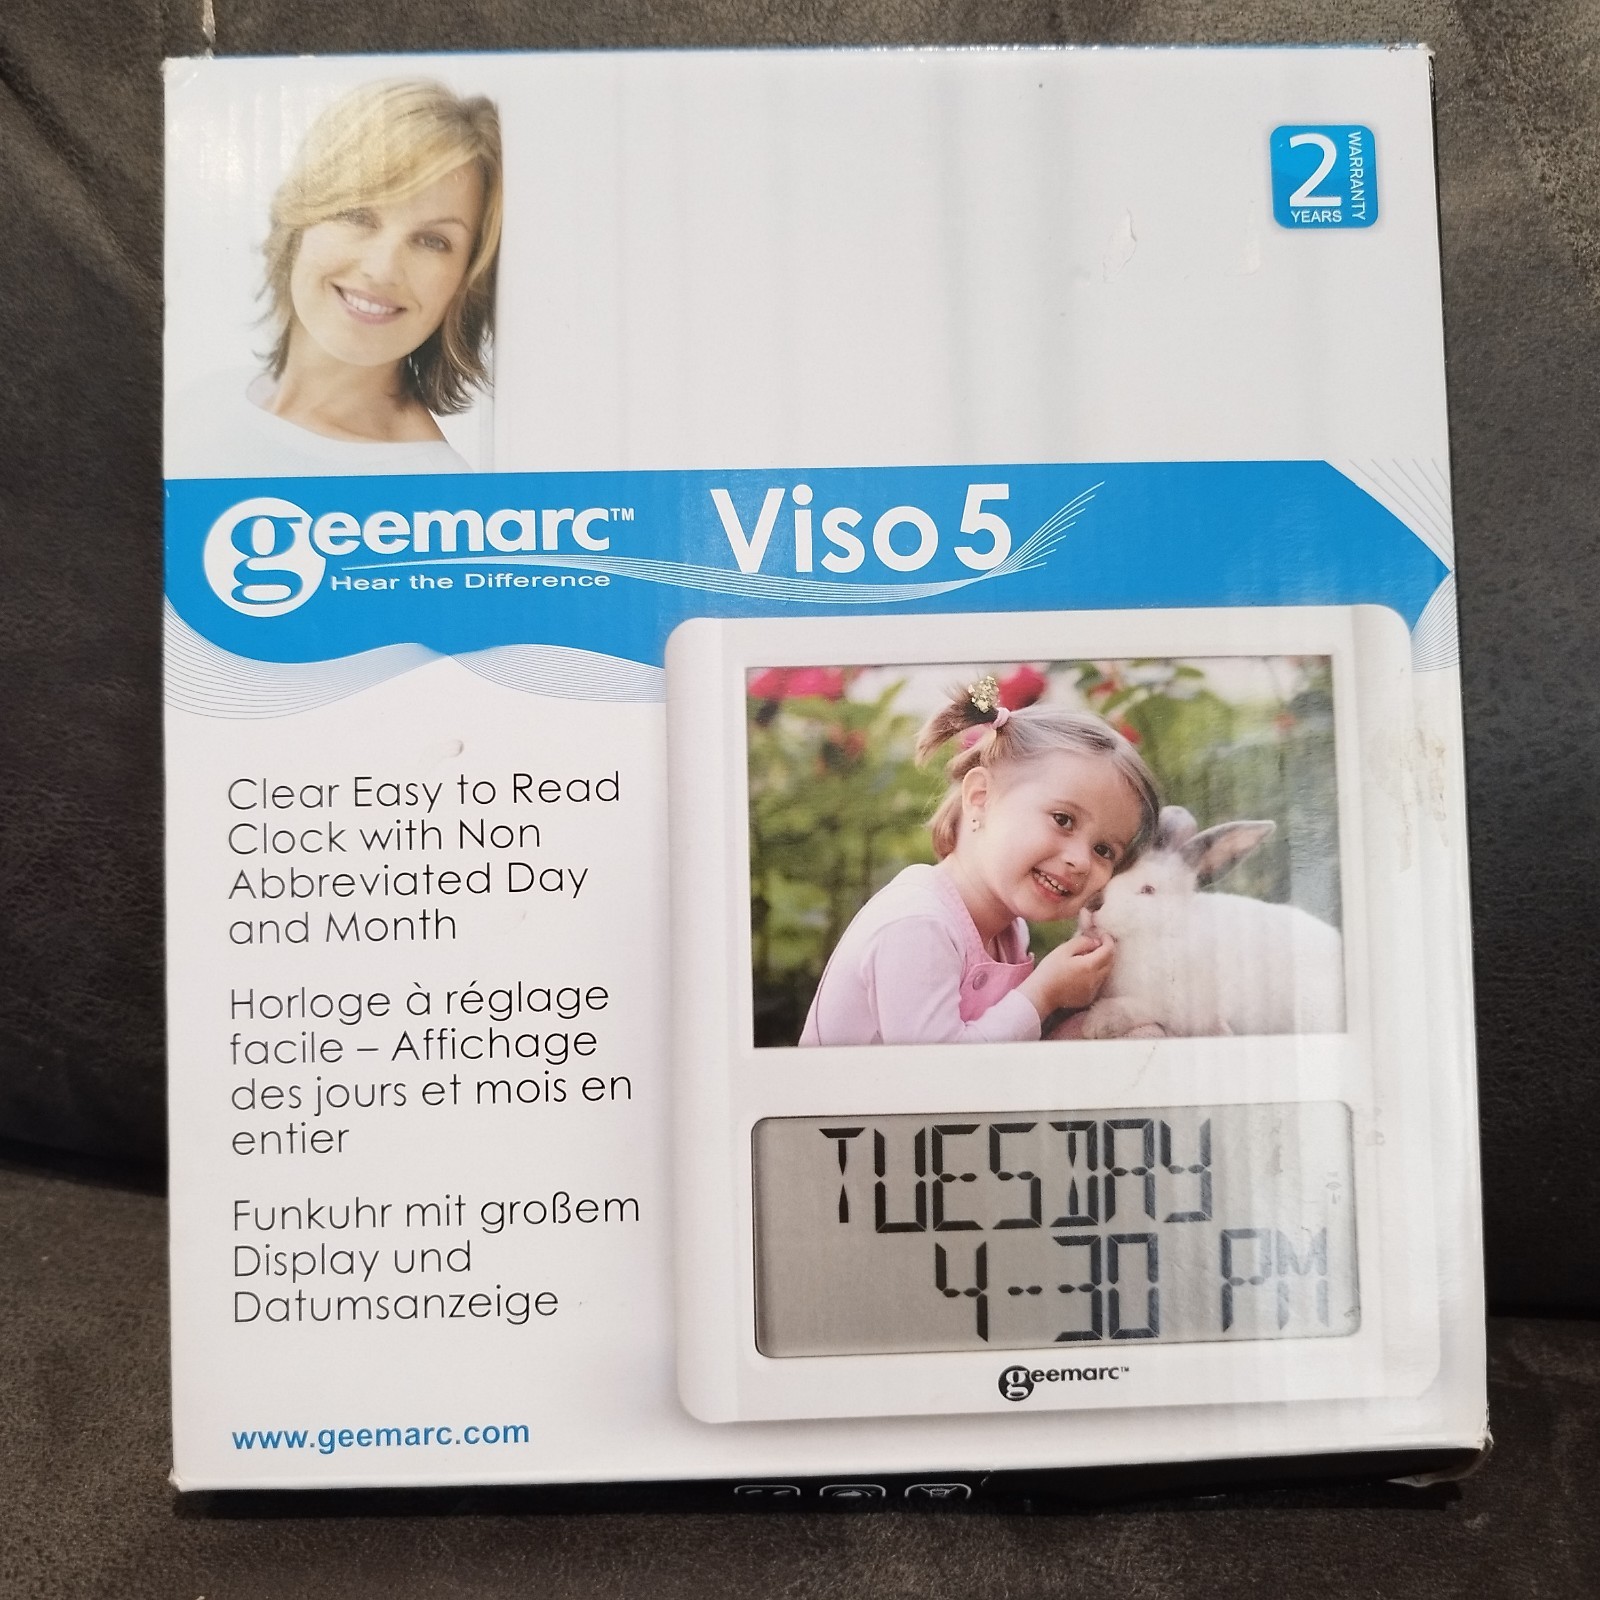 2
YEARS
WARRANTY
geemarc™
Hear the Difference
Viso 5
Clear Easy to Read
Clock with Non
Abbreviated Day
and Month
Horloge à réglage
facile – Affichage
des jours et mois en
entier
Funkuhr mit großem
Display und
Datumsanzeige
www.geemarc.com
TUESDAY
4--30 PM
geemarc™